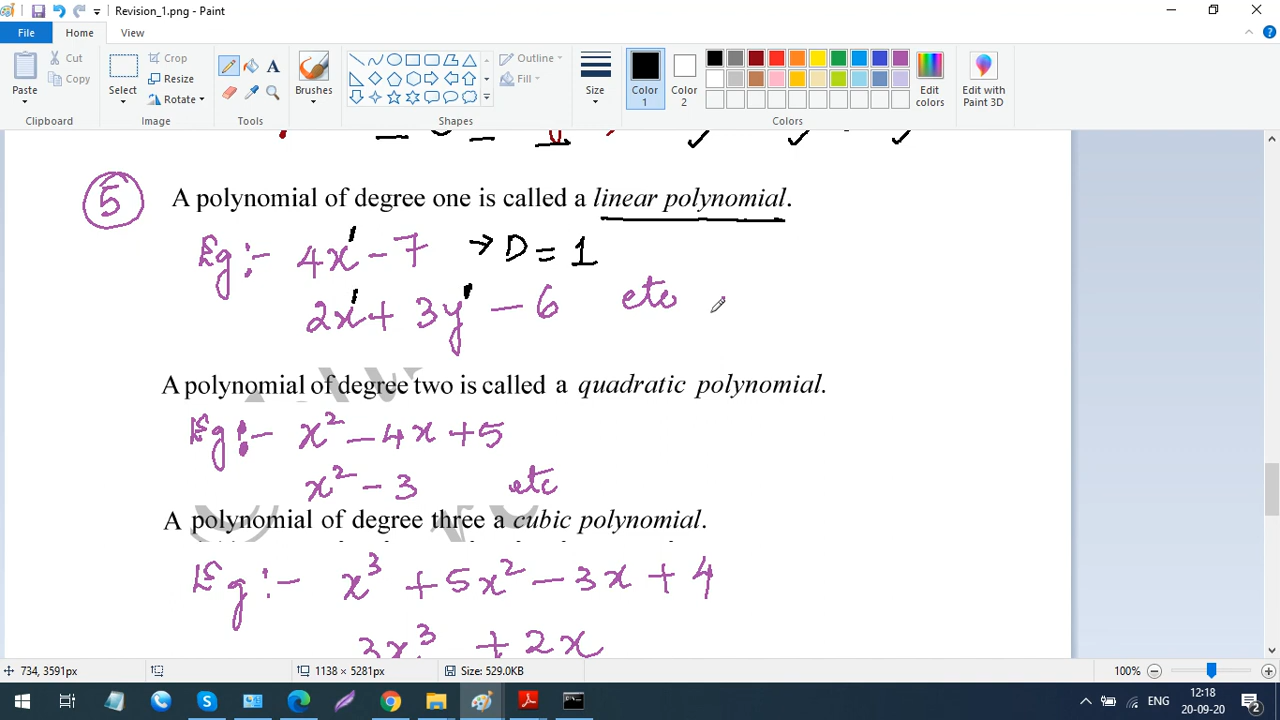 Revision_1.png - Paint
File
Home
View
Paste
Cut
Copy
Clipboard
Select
Crop
Resize
Rotate
Image
A
Tools
Brushes
Outline
Fill
Shapes
Size
Color 1
Color 2
Edit colors
Edit with Paint 3D
Colors
5 A polynomial of degree one is called a linear polynomial.
Eg:- 4x¹ - 7 → D = 1
2x¹ + 3y¹ - 6 etc
A polynomial of degree two is called a quadratic polynomial.
Eg:- x² - 4x + 5
x² - 3 etc
A polynomial of degree three a cubic polynomial.
Eg:- x³ + 5x² - 3x + 4
3x³ + 2x
734, 3591px
1138 × 5281px
Size: 529.0KB
100%
ENG
12:18
20-09-20
2